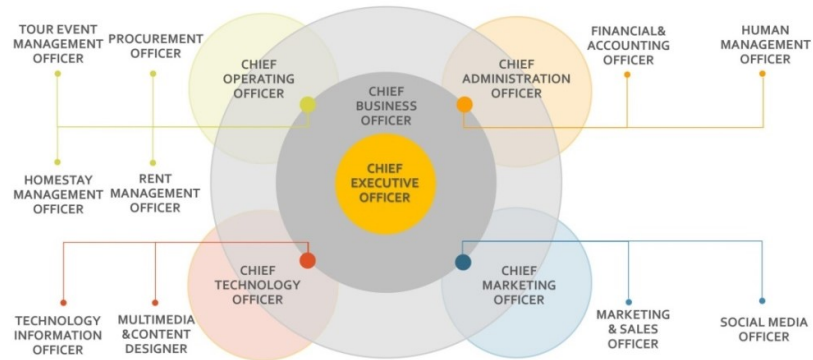 TOUR EVENT
MANAGEMENT
OFFICER
PROCUREMENT
OFFICER
CHIEF
OPERATING
OFFICER
CHIEF
BUSINESS
OFFICER
CHIEF
EXECUTIVE
OFFICER
CHIEF
ADMINISTRATION
OFFICER
FINANCIAL&
ACCOUNTING
OFFICER
HUMAN
MANAGEMENT
OFFICER
HOMESTAY
MANAGEMENT
OFFICER
RENT
MANAGEMENT
OFFICER
CHIEF
TECHNOLOGY
OFFICER
CHIEF
MARKETING
OFFICER
TECHNOLOGY
INFORMATION
OFFICER
MULTIMEDIA
&CONTENT
DESIGNER
MARKETING
& SALES
OFFICER
SOCIAL MEDIA
OFFICER